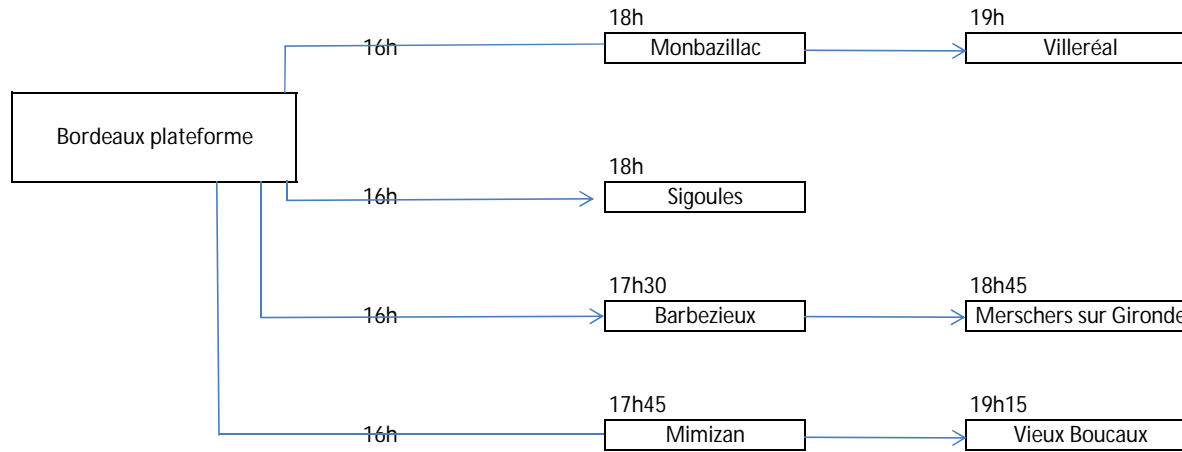 18h
19h
16h
Monbazillac
Villeréal
Bordeaux plateforme
18h
16h
Sigoules
17h30
18h45
16h
Barbezieux
Merschers sur Gironde
17h45
19h15
16h
Mimizan
Vieux Boucaux